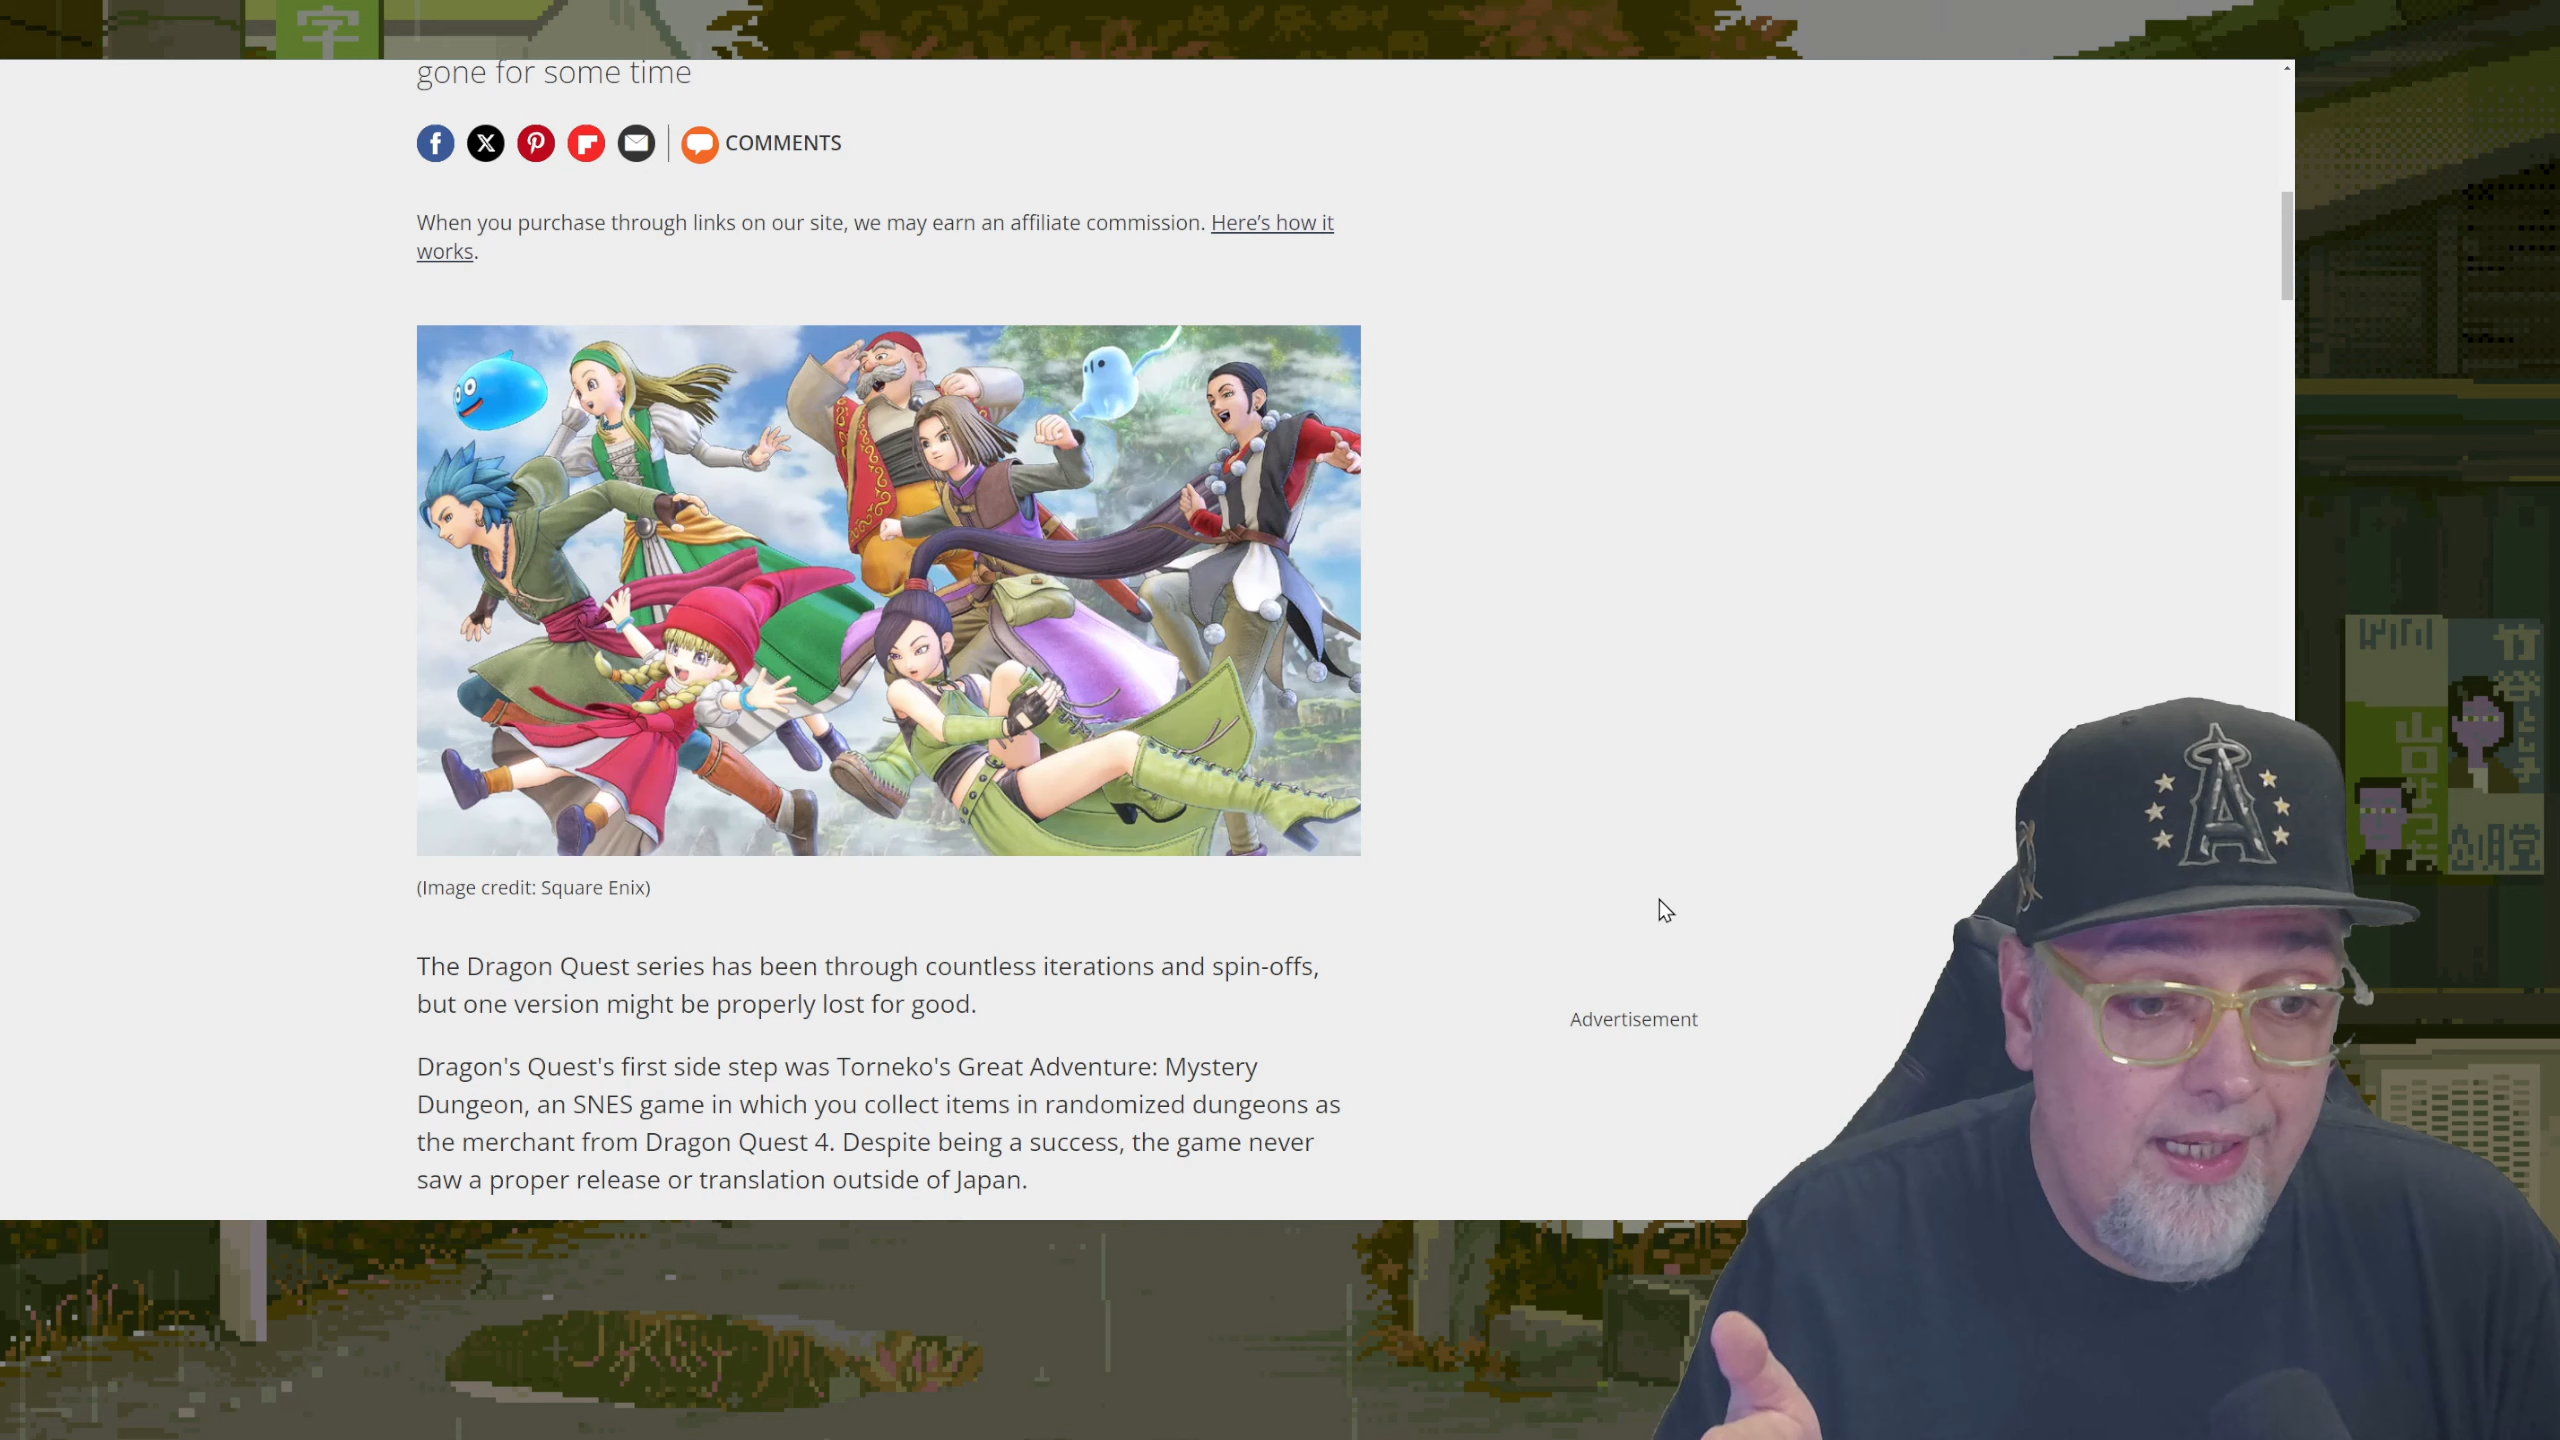 字
gone for some time
COMMENTS
When you purchase through links on our site, we may earn an affiliate commission. Here's how it
works.
(Image credit: Square Enix)
The Dragon Quest series has been through countless iterations and spin-offs,
but one version might be properly lost for good.
Advertisement
Dragon's Quest's first side step was Torneko's Great Adventure: Mystery
Dungeon, an SNES game in which you collect items in randomized dungeons as
the merchant from Dragon Quest 4. Despite being a success, the game never
saw a proper release or translation outside of Japan.
A